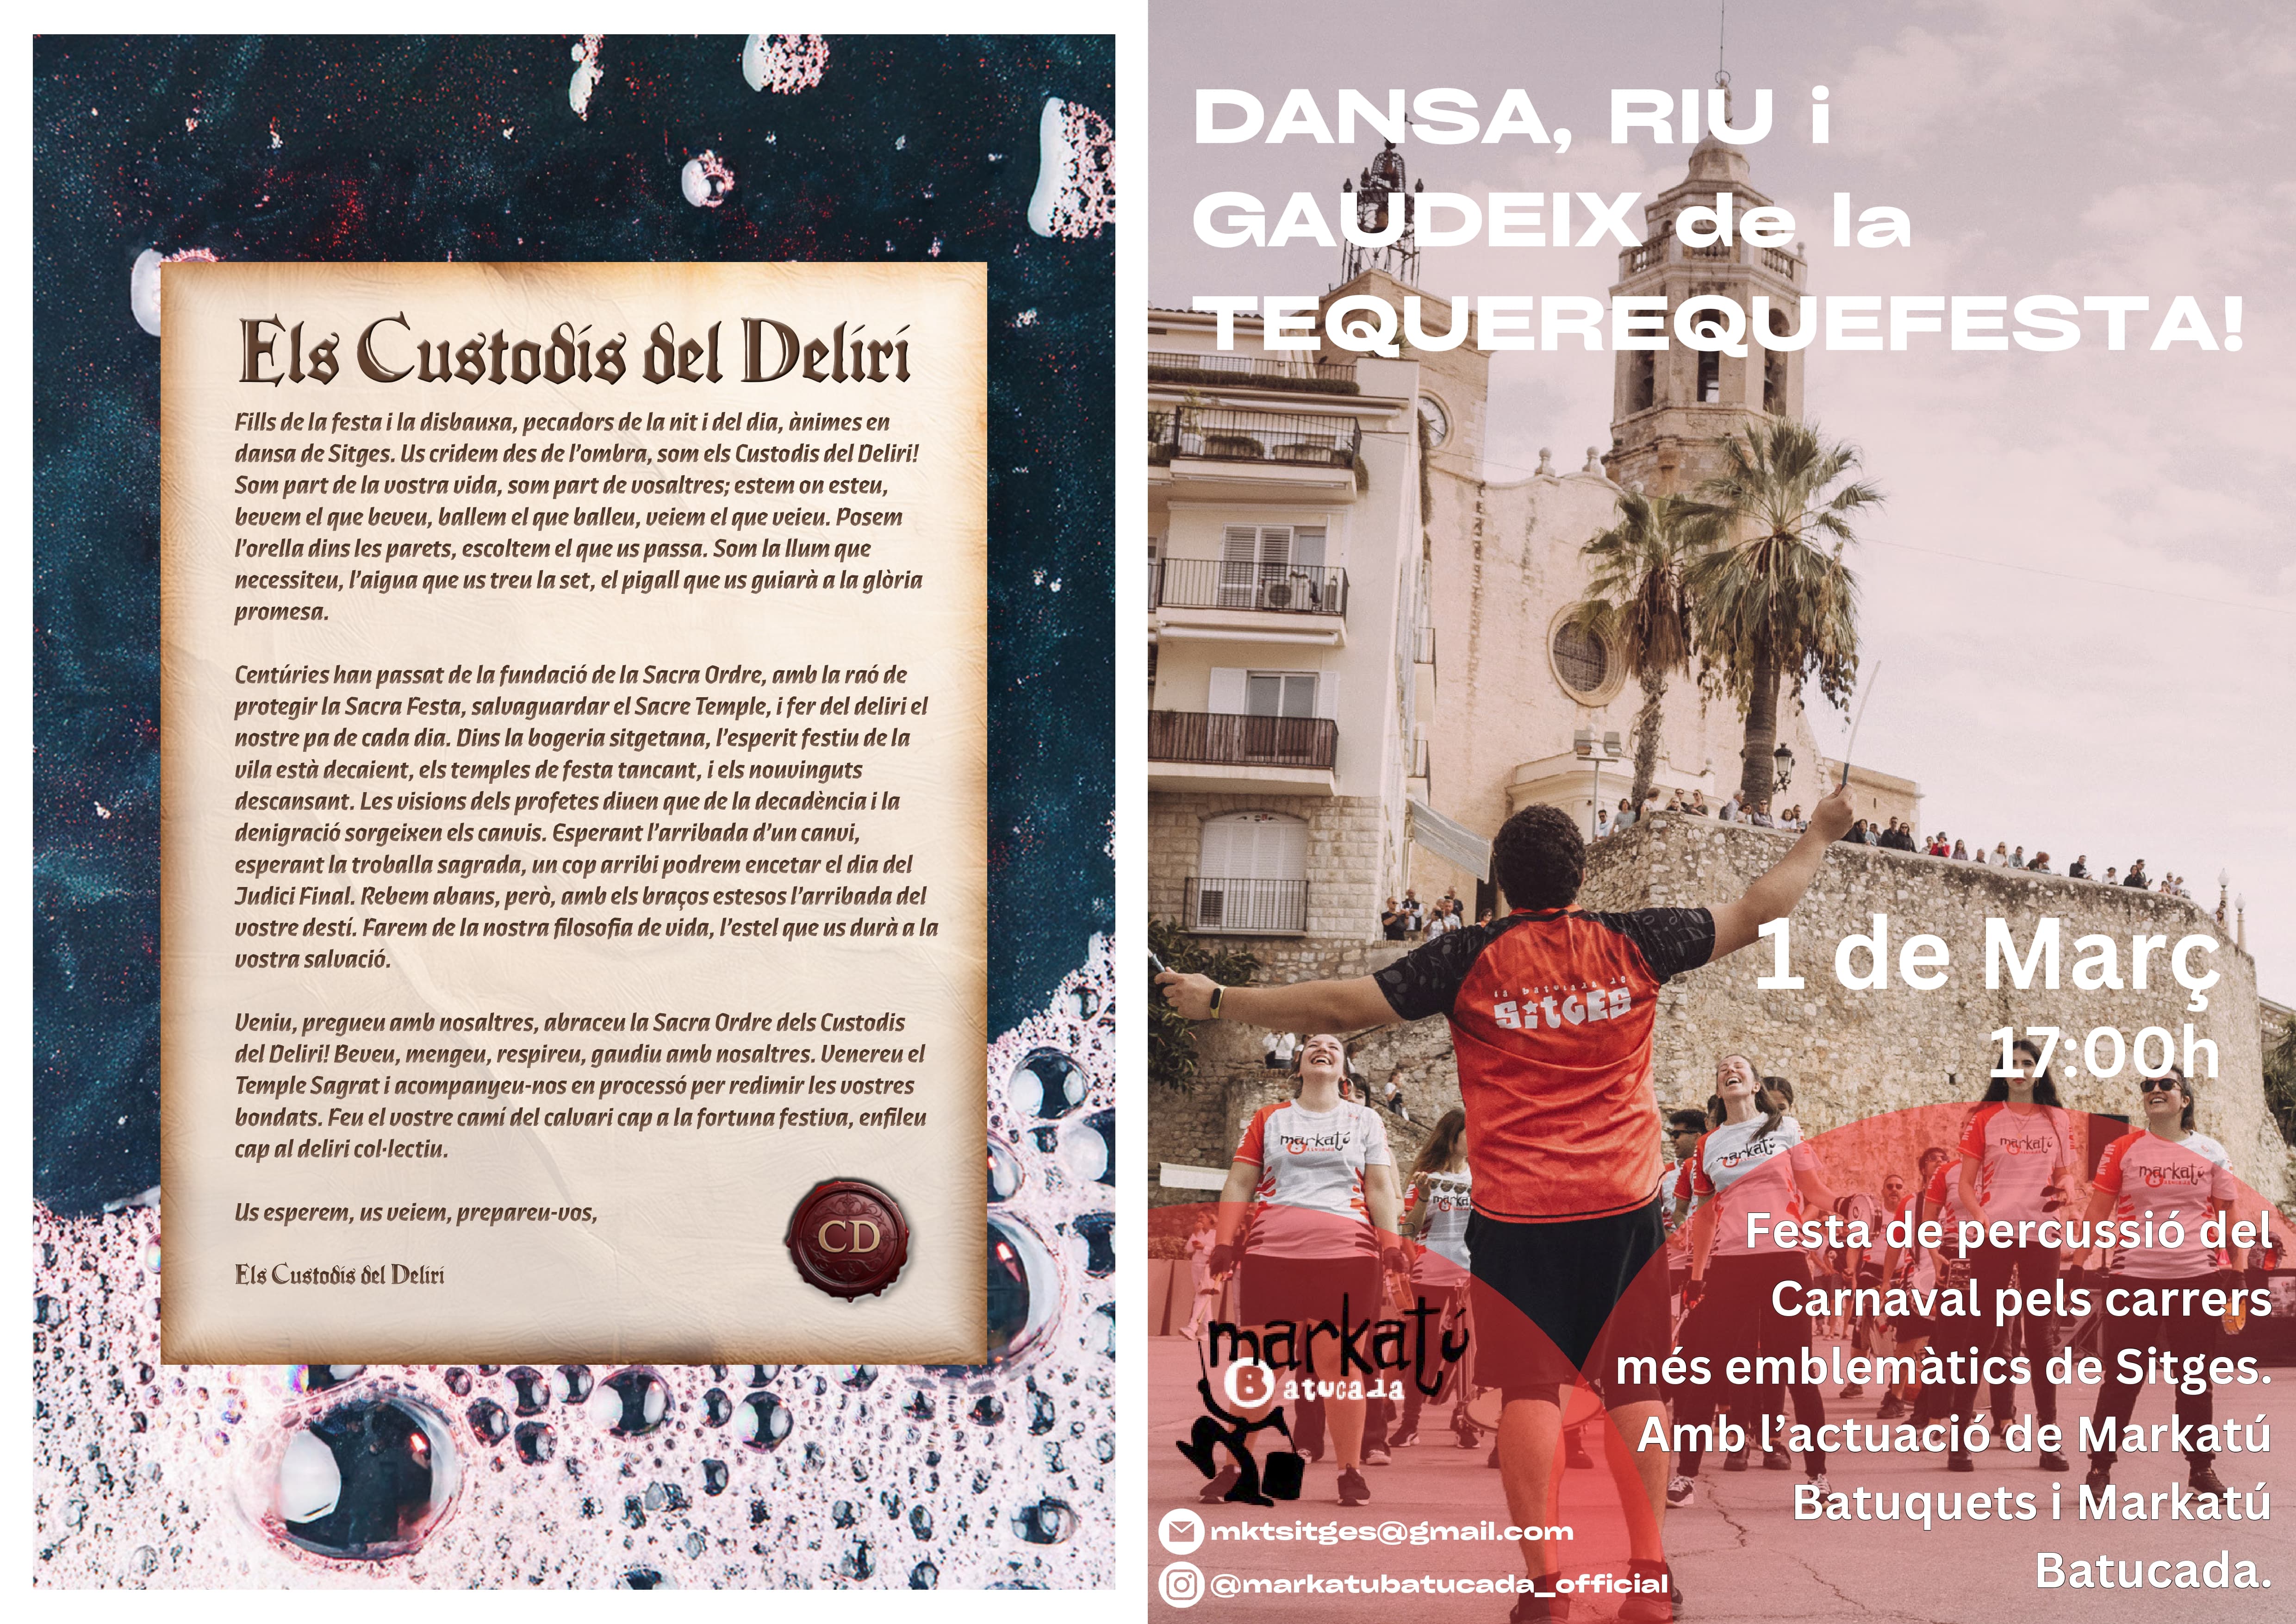 Els Custodis del Deliri
Fills de la festa i la disbauxa, pecadors de la nit i del dia, ànimes en
dansa de Sitges. Us cridem des de l'ombra, som els Custodis del Deliri!
Som part de la vostra vida, som part de vosaltres; estem on esteu,
bevem el que beveu, ballem el que balleu, veiem el que veieu. Posem
l'orella dins les parets, escoltem el que us passa. Som la llum que
necessiteu, l'aigua que us treu la set, el pigall que us guiarà a la glòria
promesa.
Centúries han passat de la fundació de la Sacra Ordre, amb la raó de
protegir la Sacra Festa, salvaguardar el Sacre Temple, i fer del deliri el
nostre pa de cada dia. Dins la bogeria sitgetana, l'esperit festiu de la
vila està decaient, els temples de festa tancant, i els nouvinguts
descansant. Les visions dels profetes diuen que de la decadència i la
denigració sorgeixen els canvis. Esperant l'arribada d'un canvi,
esperant la troballa sagrada, un cop arribi podrem encetar el dia del
Judici Final. Rebem abans, però, amb els braços estesos l'arribada del
vostre destí. Farem de la nostra filosofia de vida, l'estel que us durà a la
vostra salvació.
Veniu, pregueu amb nosaltres, abraceu la Sacra Ordre dels Custodis
del Deliri! Beveu, mengeu, respireu, gaudiu amb nosaltres. Venereu el
Temple Sagrat i acompanyeu-nos en processó per redimir les vostres
bondats. Feu el vostre camí del calvari cap a la fortuna festiva, enfileu
cap al deliri col·lectiu.
Us esperem, us veiem, prepareu-vos,
Els Custodis del Deliri
CD
DANSA, RIU i
GAUDEIX de la
TEQUEREQUEFESTA!
la batucada de
SITGES
1 de Març
17:00h
markatú
markatú
markatú
markatú
Festa de percussió del
Carnaval pels carrers
més emblemàtics de Sitges.
Amb l'actuació de Markatú
Batuquets i Markatú
Batucada.
markatú
Batucada
mktsitges@gmail.com
@markatubatucada_official